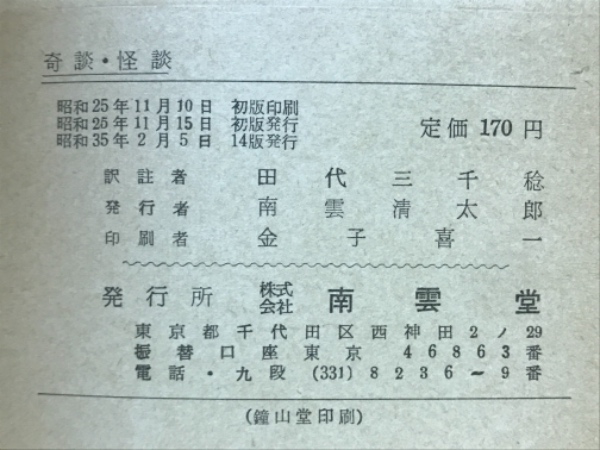 奇談・怪談
昭和25年11月10日 初版印刷
昭和25年11月15日 初版発行
昭和35年2月5日 14版発行
定価 170 円
訳註者 田代三千稔
発行者 南雲清太郎
印刷者 金子喜一
発行所 株式会社 南雲堂
東京都千代田区西神田2ノ29
振替口座東京 46863番
電話・九段 (331) 8236~9番
(鐘山堂印刷)